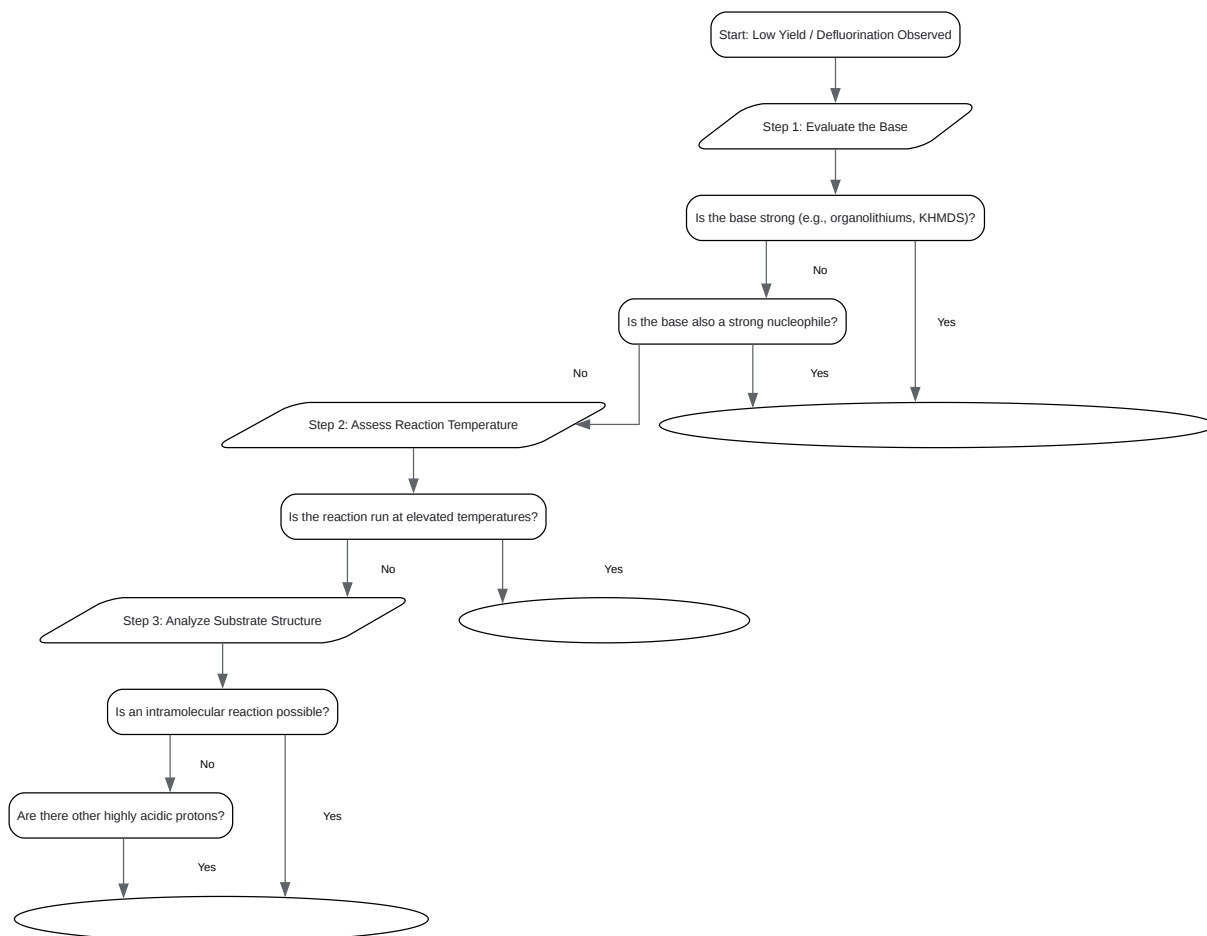 Start: Low Yield / Defluorination Observed
Step 1: Evaluate the Base
Is the base strong (e.g., organolithiums, KHMDS)?
No
Yes
Is the base also a strong nucleophile?
No
Yes
Step 2: Assess Reaction Temperature
Is the reaction run at elevated temperatures?
No
Yes
Step 3: Analyze Substrate Structure
Is an intramolecular reaction possible?
No
Yes
Are there other highly acidic protons?
Yes